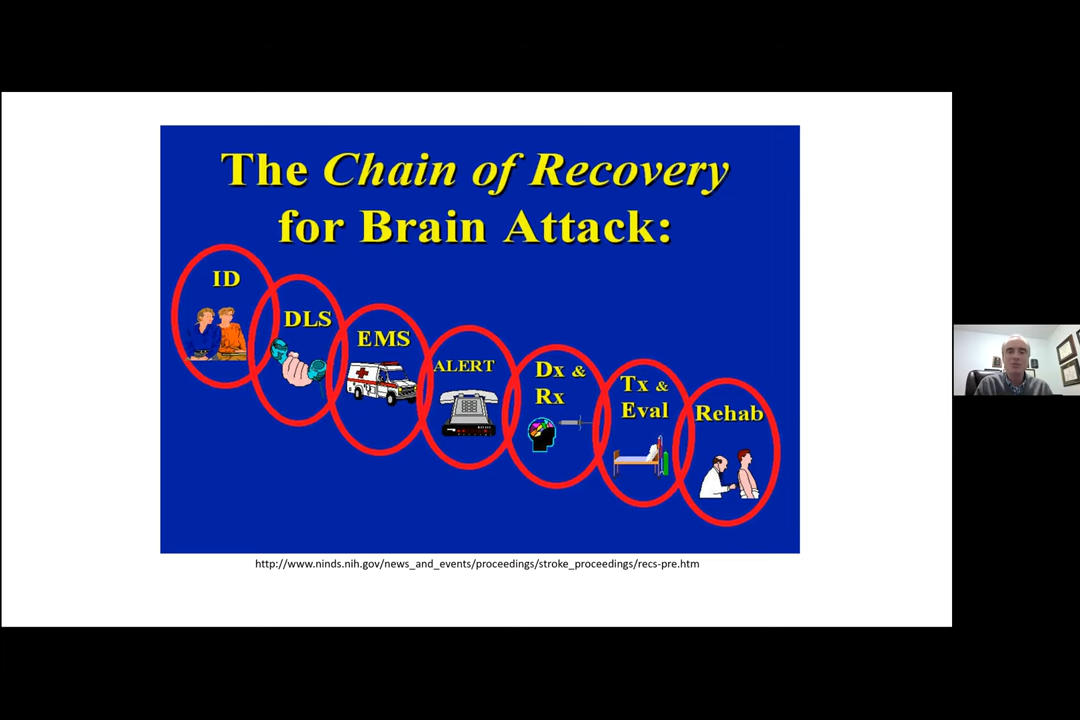 The Chain of Recovery
for Brain Attack:
ID
DLS
EMS
ALERT
Dx &
Rx
Tx &
Eval
Rehab
http://www.ninds.nih.gov/news_and_events/proceedings/stroke_proceedings/recs-pre.htm